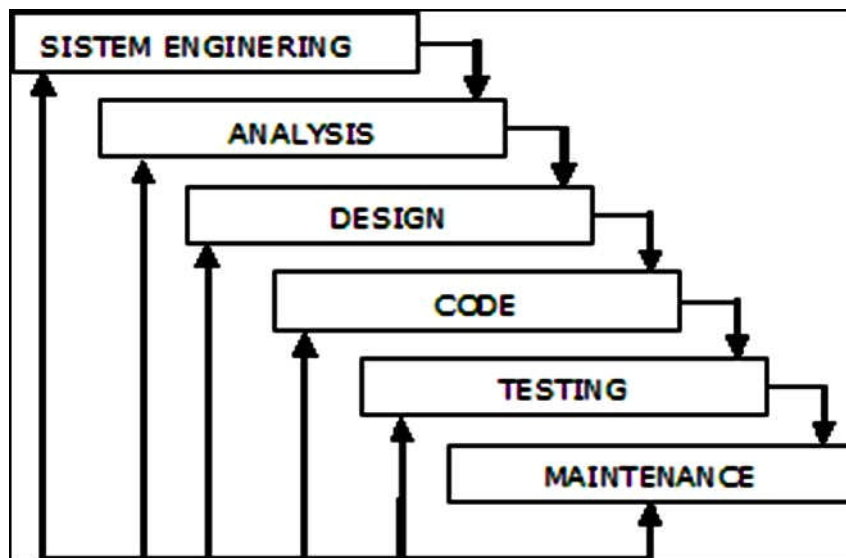 SISTEM ENGINERING
ANALYSIS
DESIGN
CODE
TESTING
MAINTENANCE